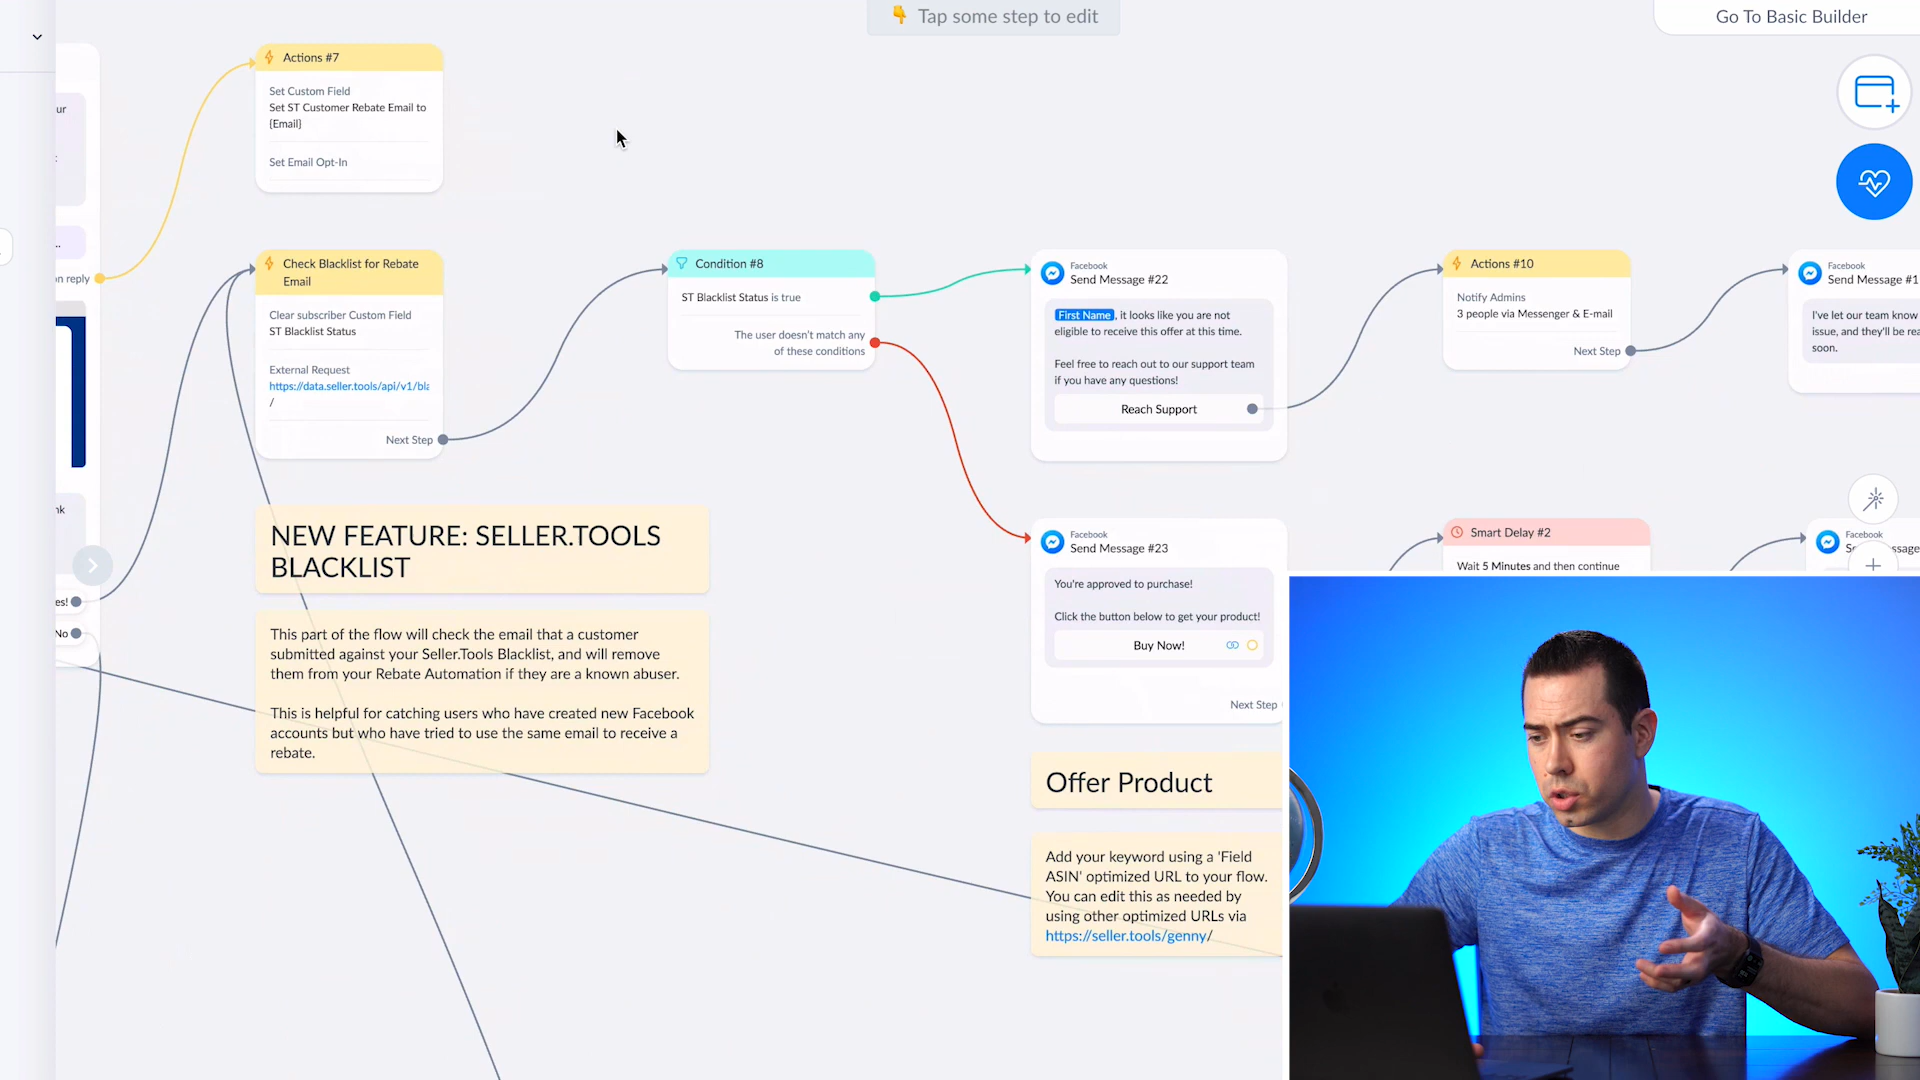 👇 Tap some step to edit
Go To Basic Builder
Actions #7
Set Custom Field
Set ST Customer Rebate Email to
{Email}
Set Email Opt-In
ur
on reply
nk
es!
No
Check Blacklist for Rebate
Email
Clear subscriber Custom Field
ST Blacklist Status
External Request
https://data.seller.tools/api/v1/bla
/
Next Step
Condition #8
ST Blacklist Status is true
The user doesn't match any
of these conditions
Facebook
Send Message #22
First Name, it looks like you are not
eligible to receive this offer at this time.
Feel free to reach out to our support team
if you have any questions!
Reach Support
Actions #10
Notify Admins
3 people via Messenger & E-mail
Next Step
Facebook
Send Message #1
I've let our team know
issue, and they'll be rea
soon.
NEW FEATURE: SELLER.TOOLS
BLACKLIST
This part of the flow will check the email that a customer
submitted against your Seller.Tools Blacklist, and will remove
them from your Rebate Automation if they are a known abuser.
This is helpful for catching users who have created new Facebook
accounts but who have tried to use the same email to receive a
rebate.
Facebook
Send Message #23
You're approved to purchase!
Click the button below to get your product!
Buy Now!
Next Step
Smart Delay #2
Wait 5 Minutes and then continue
Facebook
Offer Product
Add your keyword using a 'Field
ASIN' optimized URL to your flow.
You can edit this as needed by
using other optimized URLs via
https://seller.tools/genny/